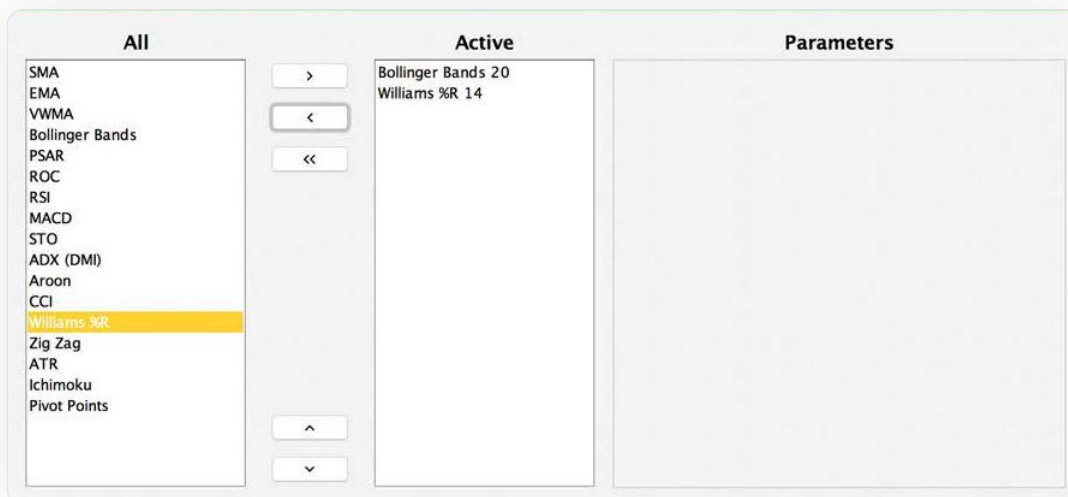 All
SMA
EMA
VWMA
Bollinger Bands
PSAR
ROC
RSI
MACD
STO
ADX (DMI)
Aroon
CCI
Williams %R
Zig Zag
ATR
Ichimoku
Pivot Points
>
<
<<
^
v
Active
Bollinger Bands 20
Williams %R 14
Parameters